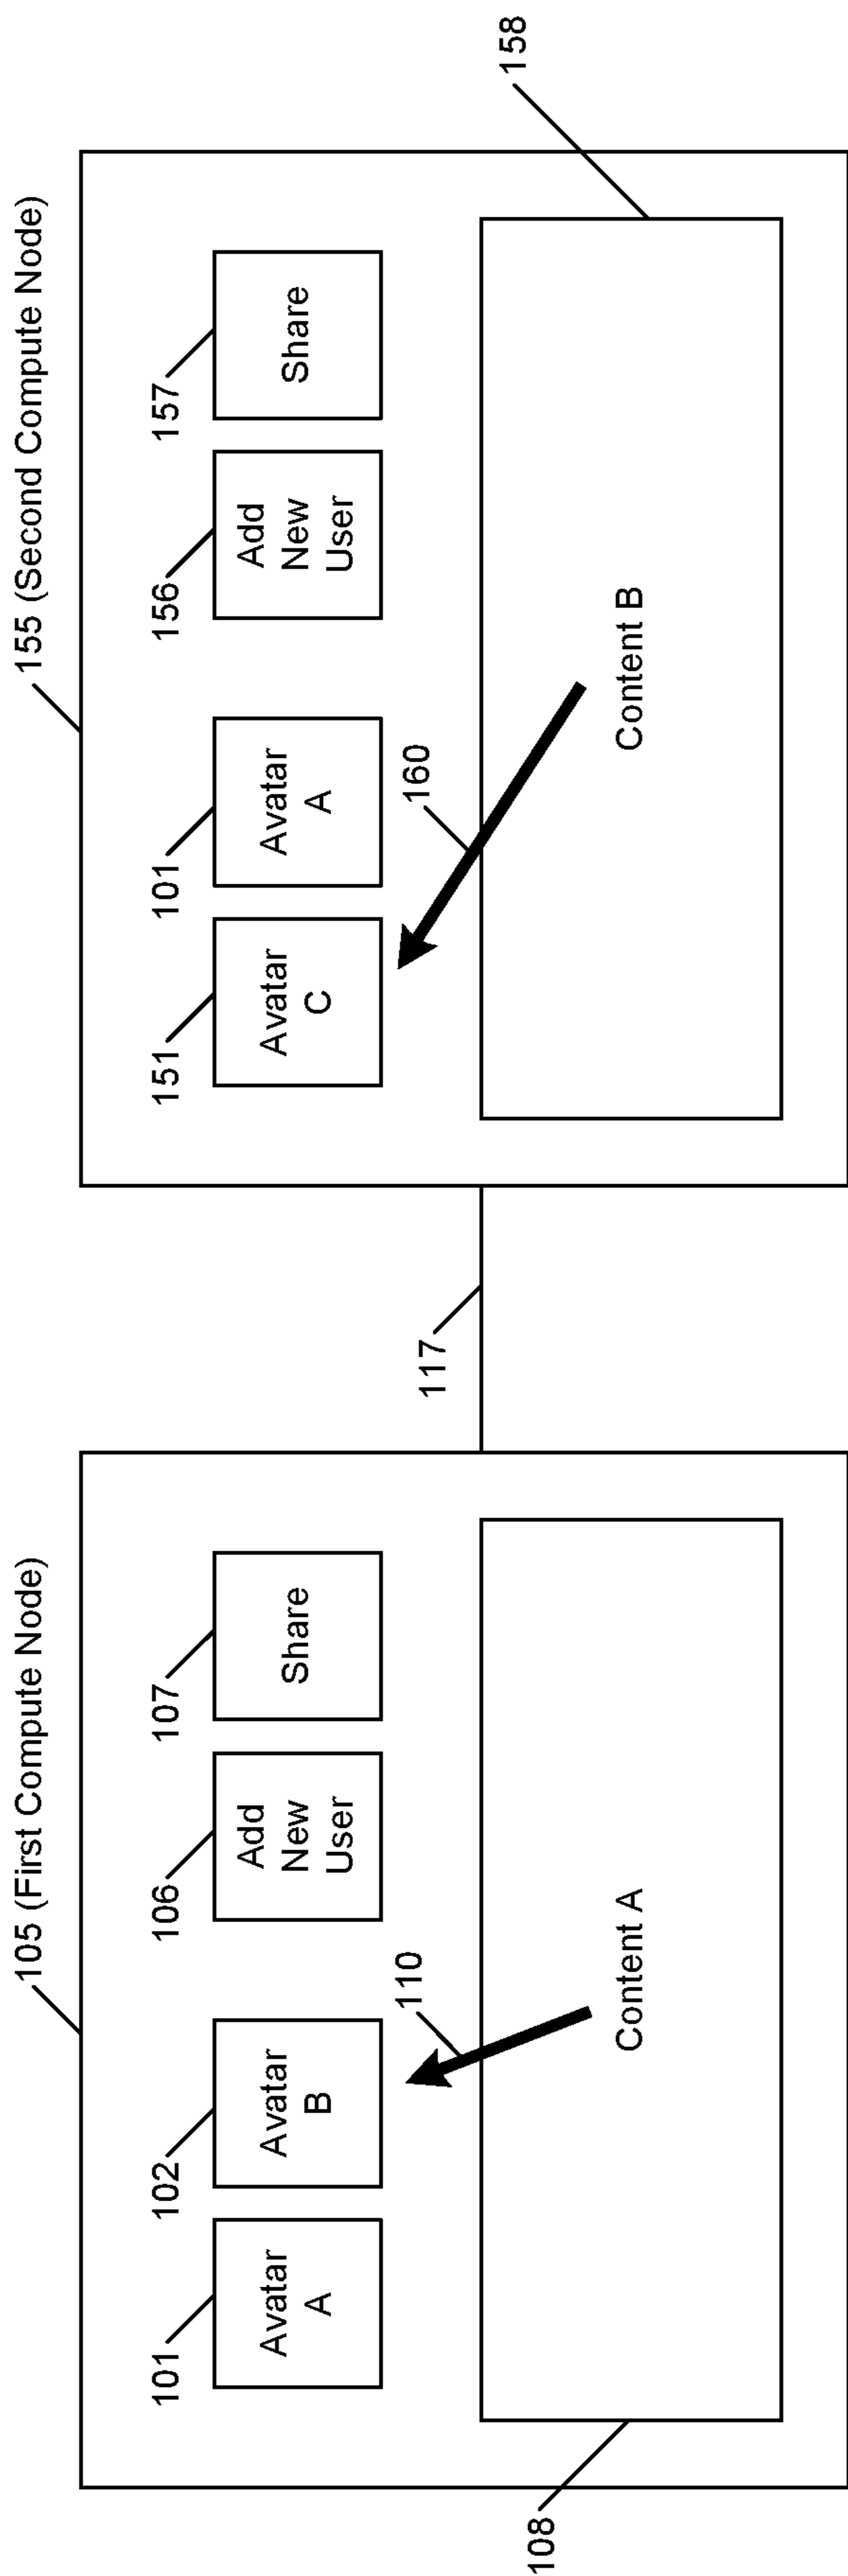 105 (First Compute Node)
101
Avatar
A
102
Avatar
B
106
Add
New
User
107
Share
110
Content A
108
117
155 (Second Compute Node)
151
Avatar
C
101
Avatar
A
156
Add
New
User
157
Share
160
Content B
158